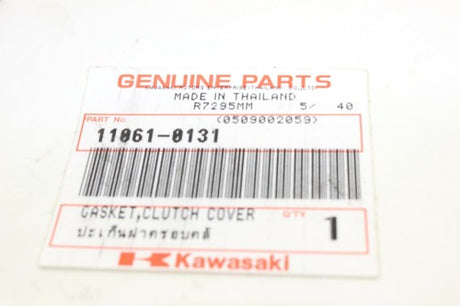 GENUINE PARTS
MADE IN THAILAND
R7295MM 5/ 40
PART No. (0509002059)
11061-0131
GASKET,CLUTCH COVER Q'TY
ปะเก็นฝาครอบคลั 1
Kawasaki